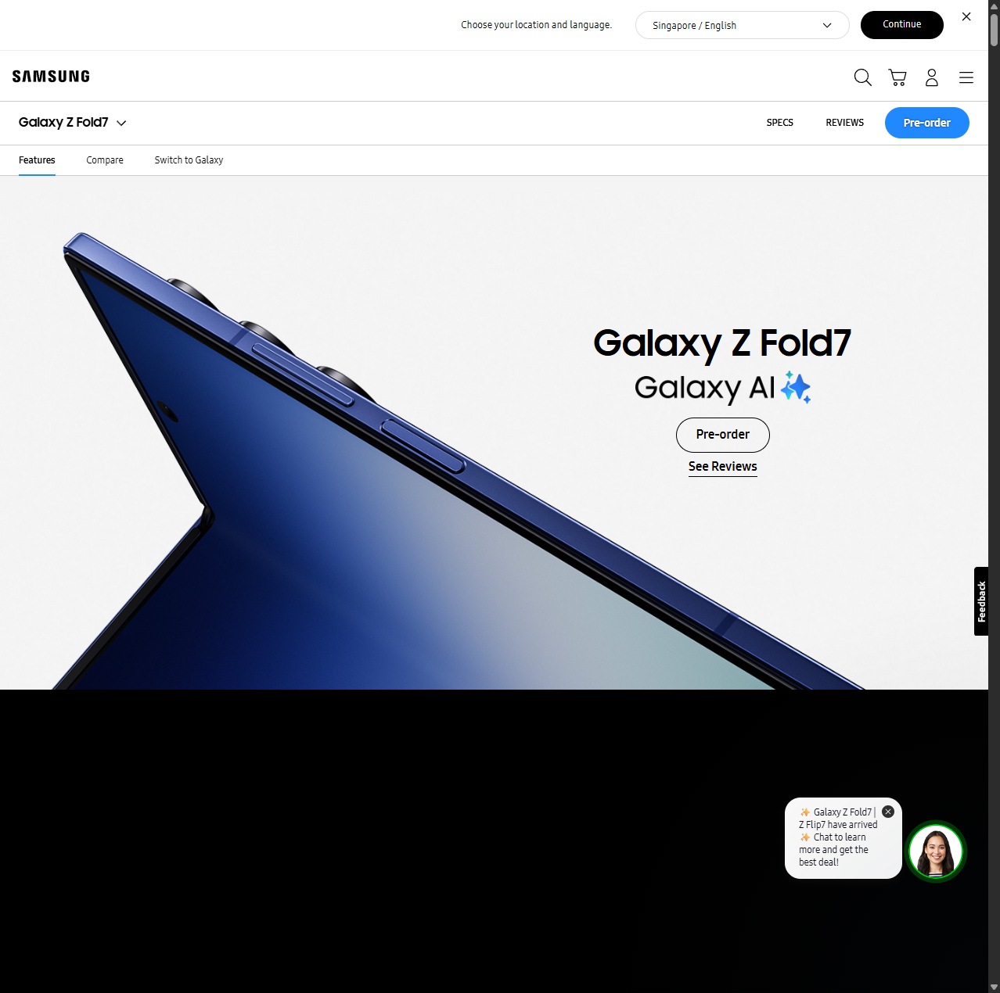 Choose your location and language.
Singapore / English
Continue
SAMSUNG
Galaxy Z Fold7
SPECS
REVIEWS
Pre-order
Features
Compare
Switch to Galaxy
Galaxy Z Fold7
Galaxy AI
Pre-order
See Reviews
Feedback
✨ Galaxy Z Fold7 |
Z Flip7 have arrived
✨ Chat to learn
more and get the
best deal!